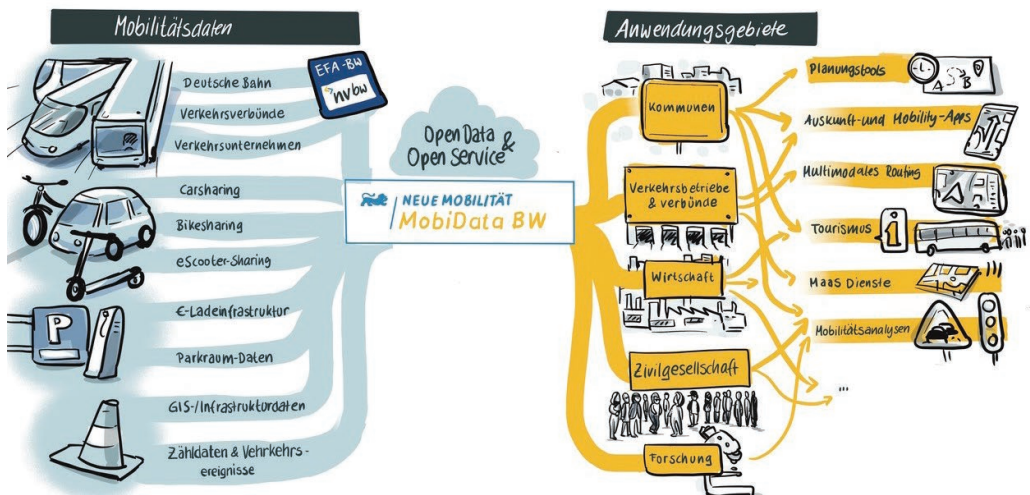 Mobilitätsdaten
Deutsche Bahn
Verkehrsverbünde
Verkehrsunternehmen
EFA-BW
nvbw
Carsharing
Bikesharing
eScooter-Sharing
P
€-Ladeinfrastruktur
Parkraum-Daten
GIS-/Infrastrukturdaten
Zähldaten & Vehrkehrs-
ereignisse
Open Data &
Open Service
NEUE MOBILITÄT
MobiData BW
Anwendungsgebiete
Kommunen
Verkehrsbetriebe
& verbünde
Wirtschaft
Zivilgesellschaft
Forschung
Planungstools
A B
Auskunft-und Mobility-Apps
Multimodales Routing
Tourismus
i
MaaS Dienste
Mobilitätsanalysen
...